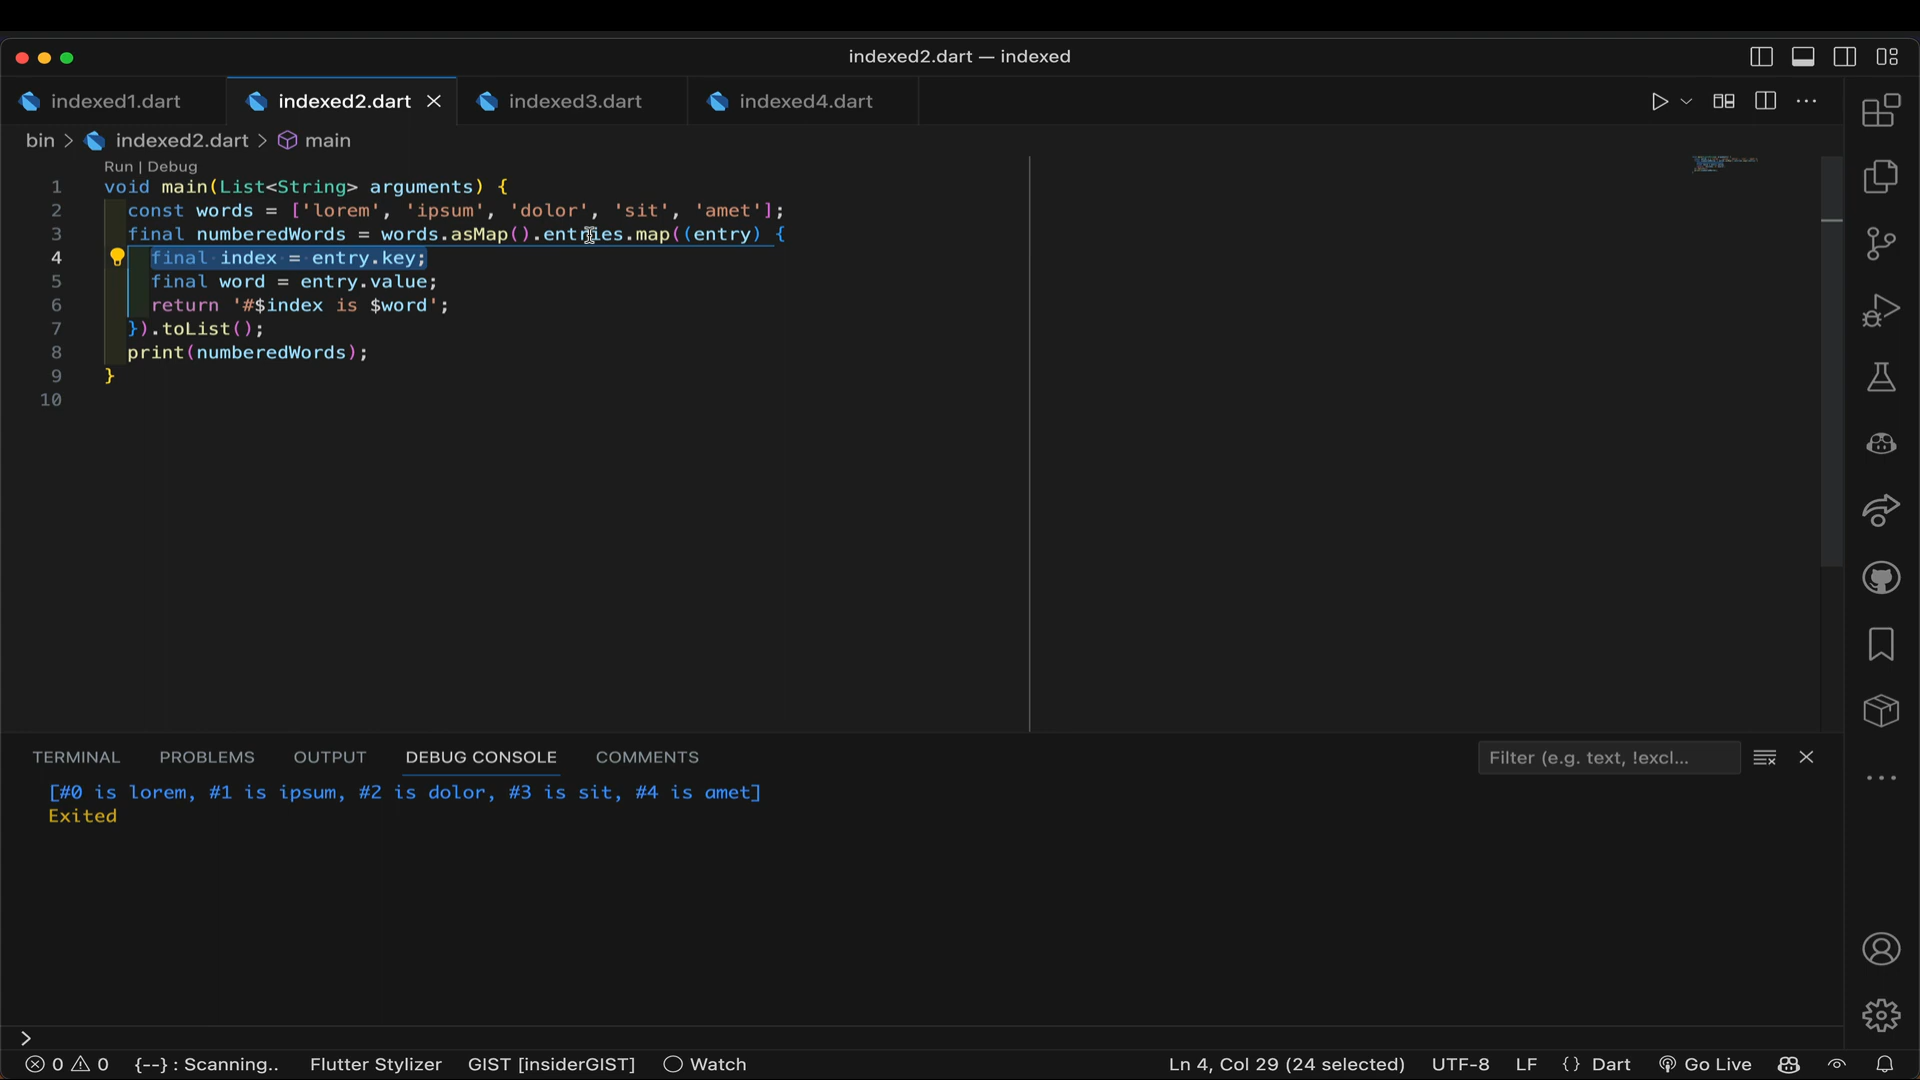 indexed2.dart — indexed
indexed1.dart
indexed2.dart
indexed3.dart
indexed4.dart
bin > indexed2.dart > main
Run | Debug
1 void main(List<String> arguments) {
2 const words = ['lorem', 'ipsum', 'dolor', 'sit', 'amet'];
3 final numberedWords = words.asMap().entries.map((entry) {
4 final index = entry.key;
5 final word = entry.value;
6 return '#$index is $word';
7 }).toList();
8 print(numberedWords);
9 }
10
TERMINAL PROBLEMS OUTPUT DEBUG CONSOLE COMMENTS
Filter (e.g. text, !excl...
[#0 is lorem, #1 is ipsum, #2 is dolor, #3 is sit, #4 is amet]
Exited
>
0 0 {--} : Scanning.. Flutter Stylizer GIST [insiderGIST] Watch Ln 4, Col 29 (24 selected) UTF-8 LF {} Dart Go Live